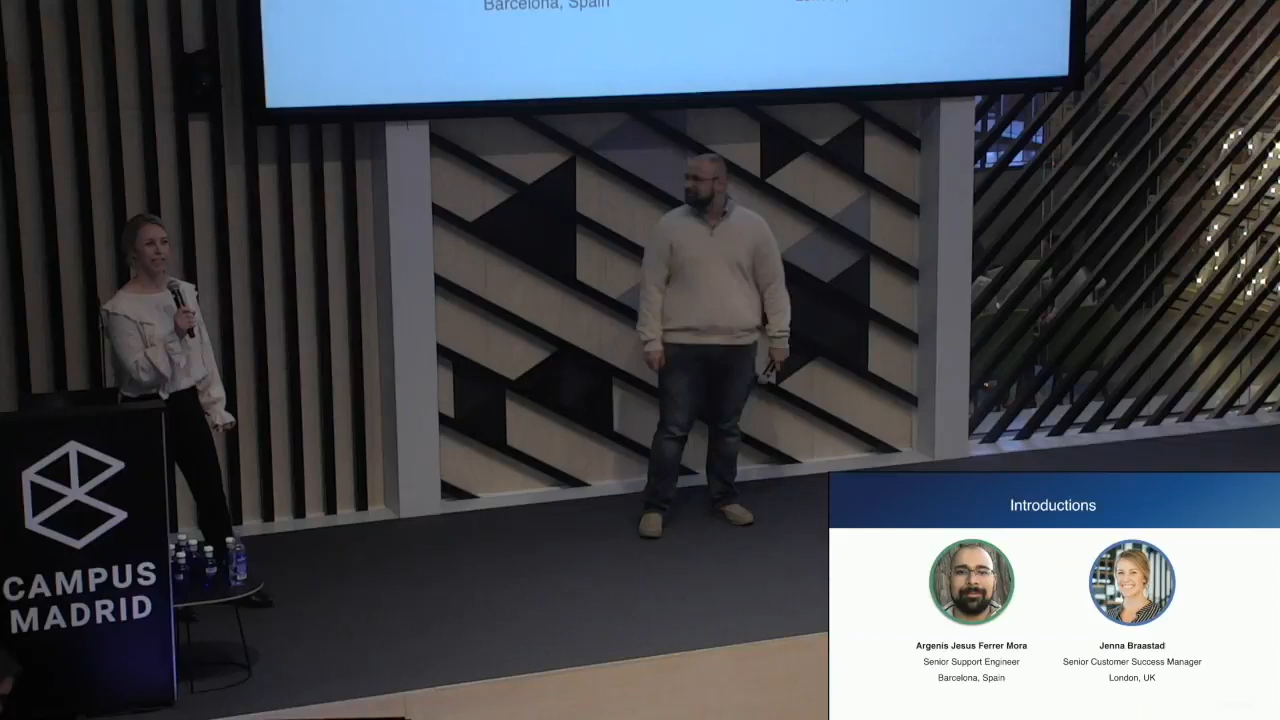 Barcelona, Spain
CAMPUS
MADRID
Introductions
Argenis Jesus Ferrer Mora
Senior Support Engineer
Barcelona, Spain
Jenna Braastad
Senior Customer Success Manager
London, UK